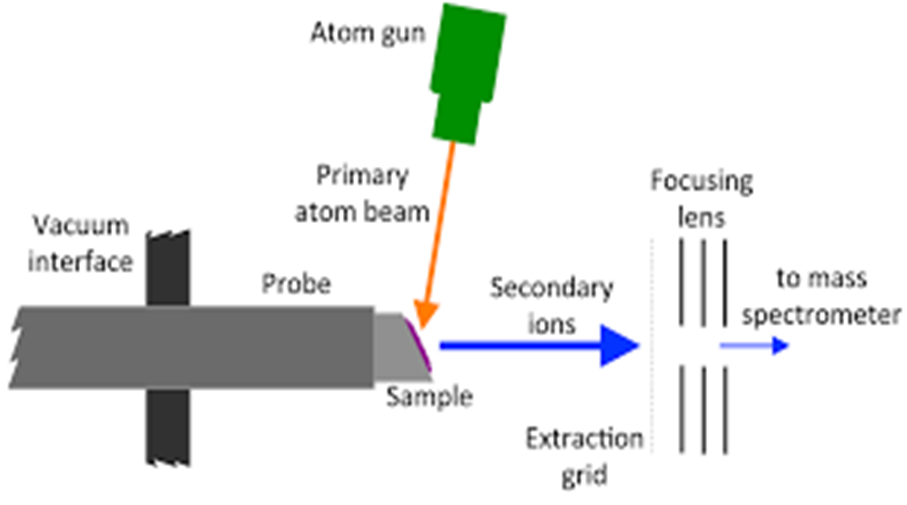 Atom gun
Primary
atom beam
Focusing
lens
Vacuum
interface
Probe
Secondary
ions
to mass
spectrometer
Sample
Extraction
grid